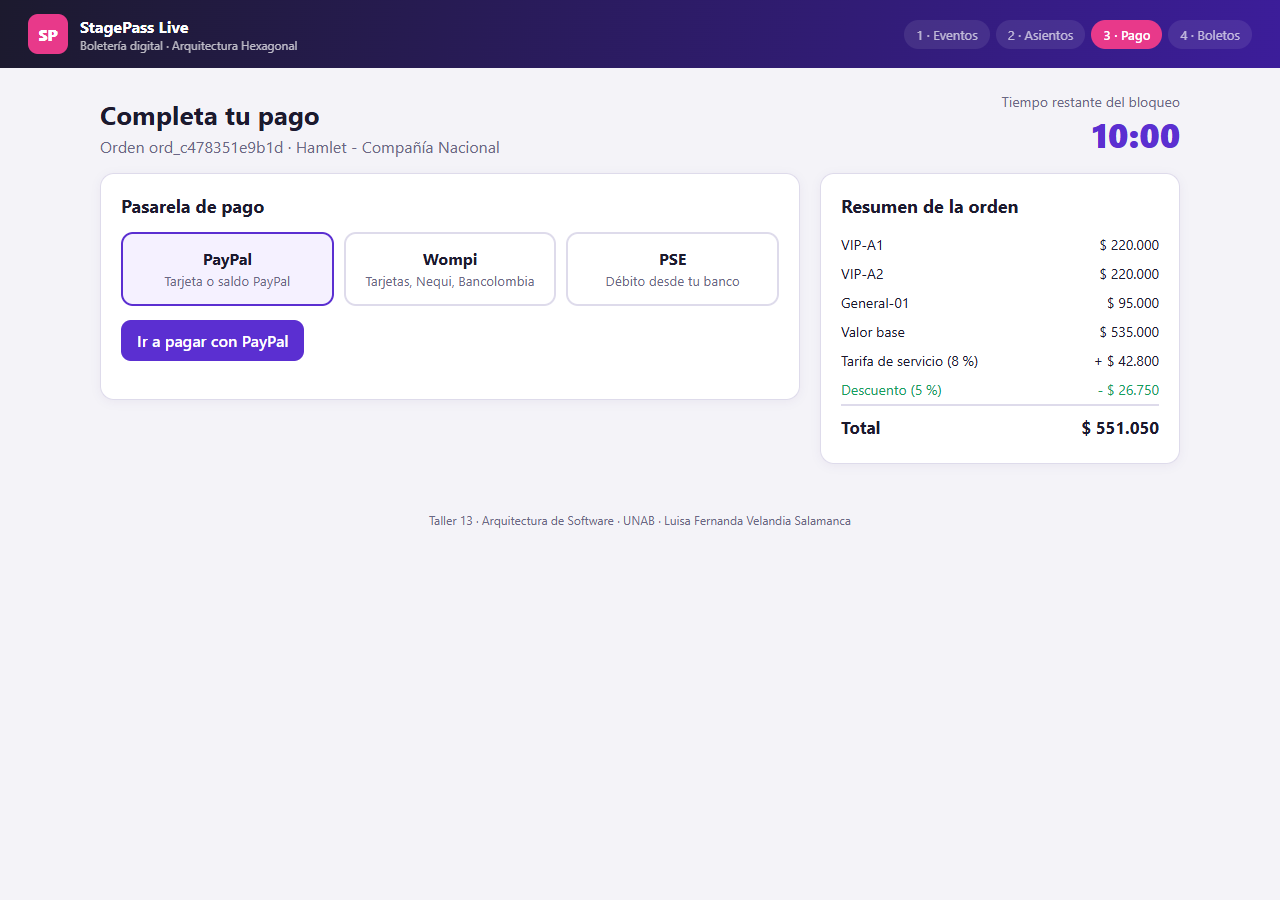 SP
StagePass Live
Boletería digital · Arquitectura Hexagonal
1 · Eventos
2 · Asientos
3 · Pago
4 · Boletos
Completa tu pago
Orden ord_c478351e9b1d · Hamlet - Compañía Nacional
Tiempo restante del bloqueo
10:00
Pasarela de pago
PayPal
Tarjeta o saldo PayPal
Wompi
Tarjetas, Nequi, Bancolombia
PSE
Débito desde tu banco
Ir a pagar con PayPal
Resumen de la orden
VIP-A1 $ 220.000
VIP-A2 $ 220.000
General-01 $ 95.000
Valor base $ 535.000
Tarifa de servicio (8 %) + $ 42.800
Descuento (5 %) - $ 26.750
Total $ 551.050
Taller 13 · Arquitectura de Software · UNAB · Luisa Fernanda Velandia Salamanca